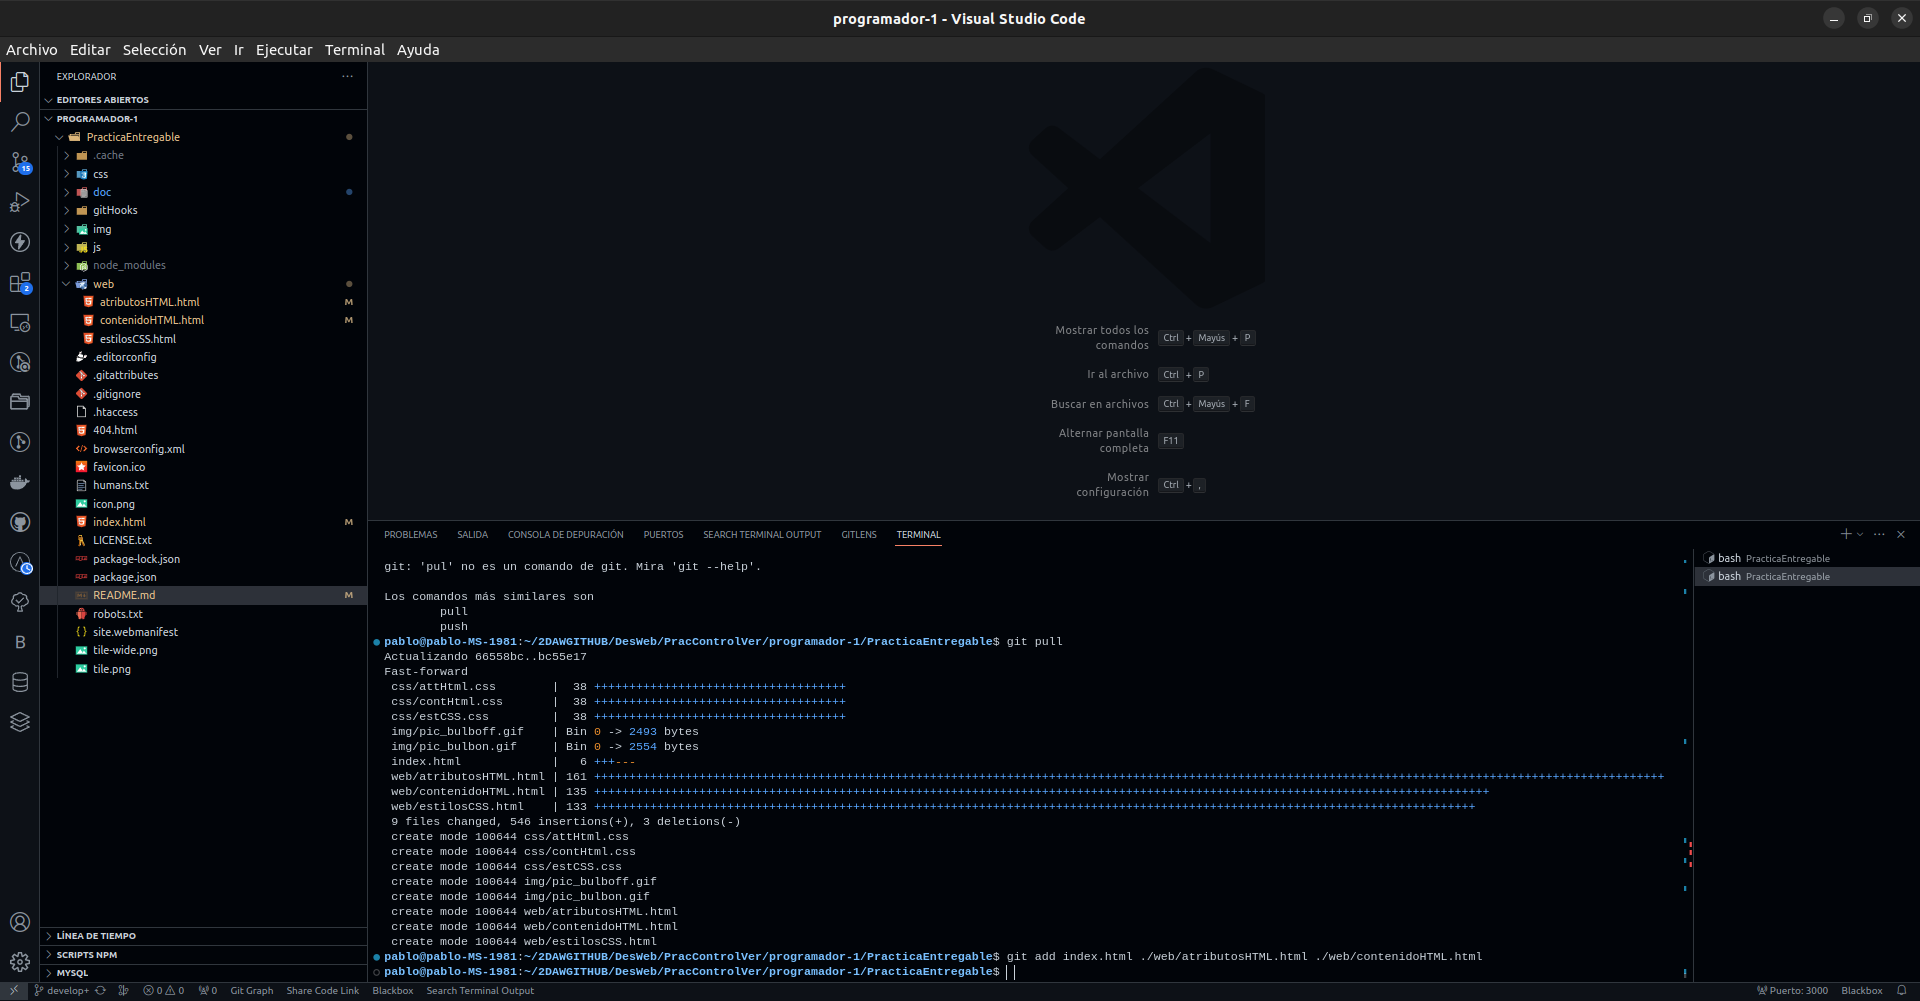 programador-1 - Visual Studio Code
Archivo Editar Selección Ver Ir Ejecutar Terminal Ayuda
EXPLORADOR
EDITORES ABIERTOS
PROGRAMADOR-1
PracticaEntregable
.cache
css
doc
gitHooks
img
js
node_modules
web
atributosHTML.html M
contenidoHTML.html M
estilosCSS.html
.editorconfig
.gitattributes
.gitignore
.htaccess
404.html
browserconfig.xml
favicon.ico
humans.txt
icon.png
index.html M
LICENSE.txt
package-lock.json
package.json
README.md M
robots.txt
site.webmanifest
tile-wide.png
tile.png
LÍNEA DE TIEMPO
SCRIPTS NPM
MYSQL
15
2
B
Mostrar todos los comandos Ctrl + Mayús + P
Ir al archivo Ctrl + P
Buscar en archivos Ctrl + Mayús + F
Alternar pantalla completa F11
Mostrar configuración Ctrl + ,
PROBLEMAS SALIDA CONSOLA DE DEPURACIÓN PUERTOS SEARCH TERMINAL OUTPUT GITLENS TERMINAL
git: 'pul' no es un comando de git. Mira 'git --help'.
Los comandos más similares son
pull
push
pablo@pablo-MS-1981:~/2DAWGITHUB/DesWeb/PracControlVer/programador-1/PracticaEntregable$ git pull
Actualizando 66558bc..bc55e17
Fast-forward
css/attHtml.css | 38 ++++++++++++++++++++++++++++++++++++
css/contHtml.css | 38 ++++++++++++++++++++++++++++++++++++
css/estCSS.css | 38 ++++++++++++++++++++++++++++++++++++
img/pic_bulboff.gif | Bin 0 -> 2493 bytes
img/pic_bulbon.gif | Bin 0 -> 2554 bytes
index.html | 6 +++---
web/atributosHTML.html | 161 +++++++++++++++++++++++++++++++++++++++++++++++++++++++++++++++++++++++++++++++++++++++++++++++++++++++++++++++++++++++++++++++++++++++++++++++++++++++++
web/contenidoHTML.html | 135 ++++++++++++++++++++++++++++++++++++++++++++++++++++++++++++++++++++++++++++++++++++++++++++++++++++++++++++++++++++++++++++++++
web/estilosCSS.html | 133 ++++++++++++++++++++++++++++++++++++++++++++++++++++++++++++++++++++++++++++++++++++++++++++++++++++++++++++++++++++++++++++++
9 files changed, 546 insertions(+), 3 deletions(-)
create mode 100644 css/attHtml.css
create mode 100644 css/contHtml.css
create mode 100644 css/estCSS.css
create mode 100644 img/pic_bulboff.gif
create mode 100644 img/pic_bulbon.gif
create mode 100644 web/atributosHTML.html
create mode 100644 web/contenidoHTML.html
create mode 100644 web/estilosCSS.html
pablo@pablo-MS-1981:~/2DAWGITHUB/DesWeb/PracControlVer/programador-1/PracticaEntregable$ git add index.html ./web/atributosHTML.html ./web/contenidoHTML.html
pablo@pablo-MS-1981:~/2DAWGITHUB/DesWeb/PracControlVer/programador-1/PracticaEntregable$
bash PracticaEntregable
bash PracticaEntregable
develop+ 0 0 0 Git Graph Share Code Link Blackbox Search Terminal Output Puerto: 3000 Blackbox